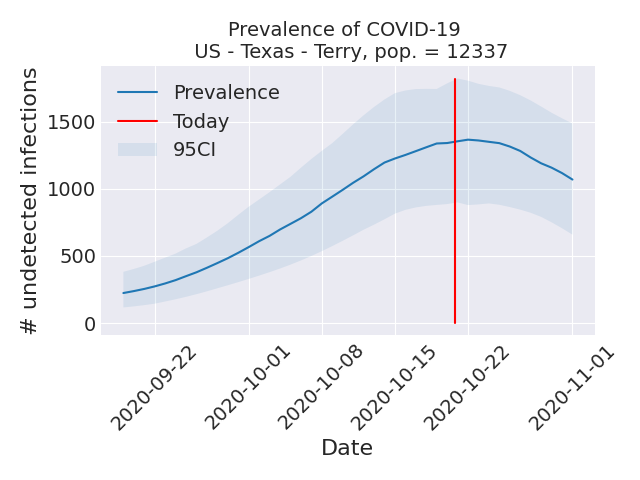 Prevalence of COVID-19
US - Texas - Terry, pop. = 12337
# undetected infections
1500
1000
500
0
Prevalence
Today
95CI
2020-09-22
2020-10-01
2020-10-08
2020-10-15
2020-10-22
2020-11-01
Date